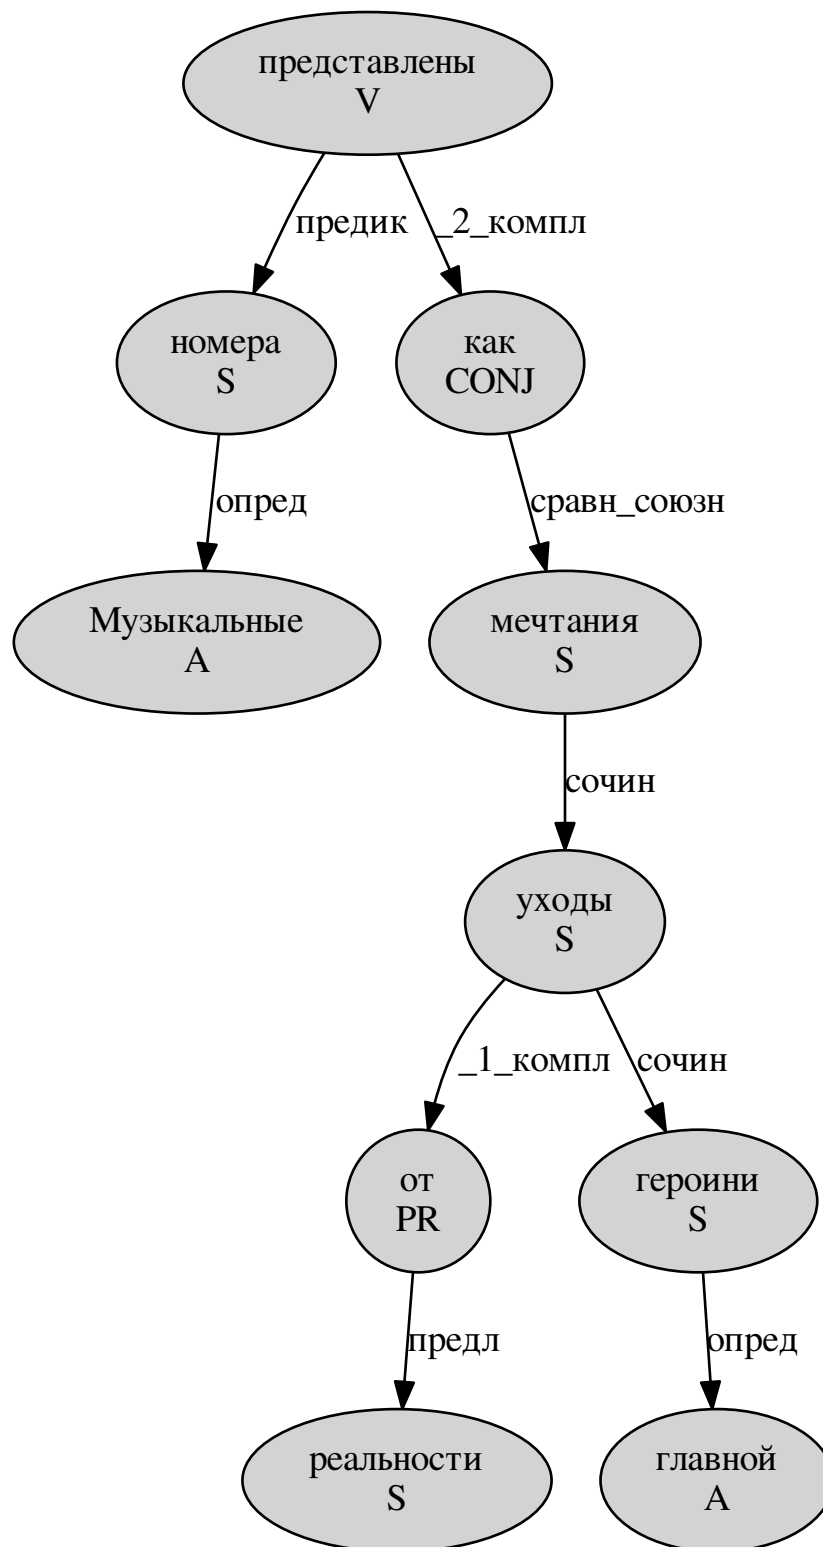 представлены
V
предик
_2_компл
номера
S
как
CONJ
опред
сравн_союзн
Музыкальные
A
мечтания
S
сочин
уходы
S
_1_компл
сочин
от
PR
героини
S
предл
опред
реальности
S
главной
A